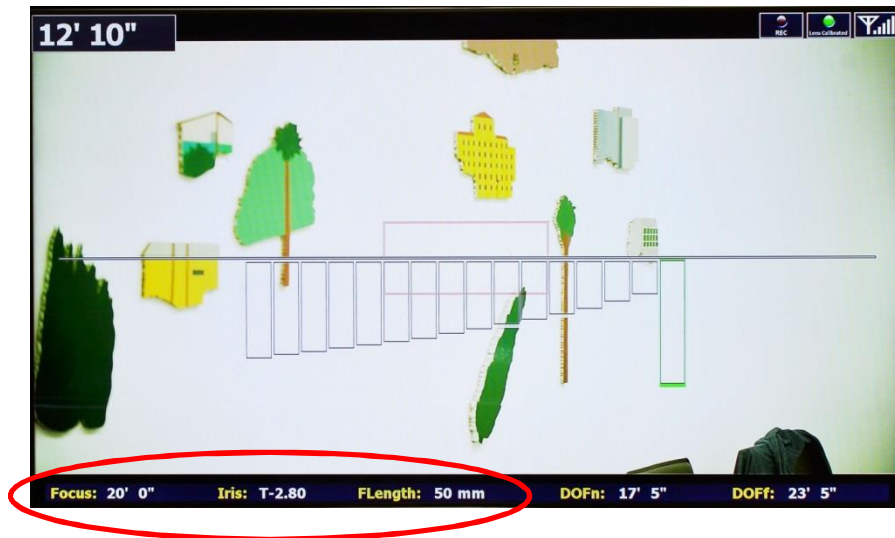 12' 10"
REC
Lens Calibrated
Focus: 20' 0" Iris: T-2.80 FLength: 50 mm DOFn: 17' 5" DOFf: 23' 5"